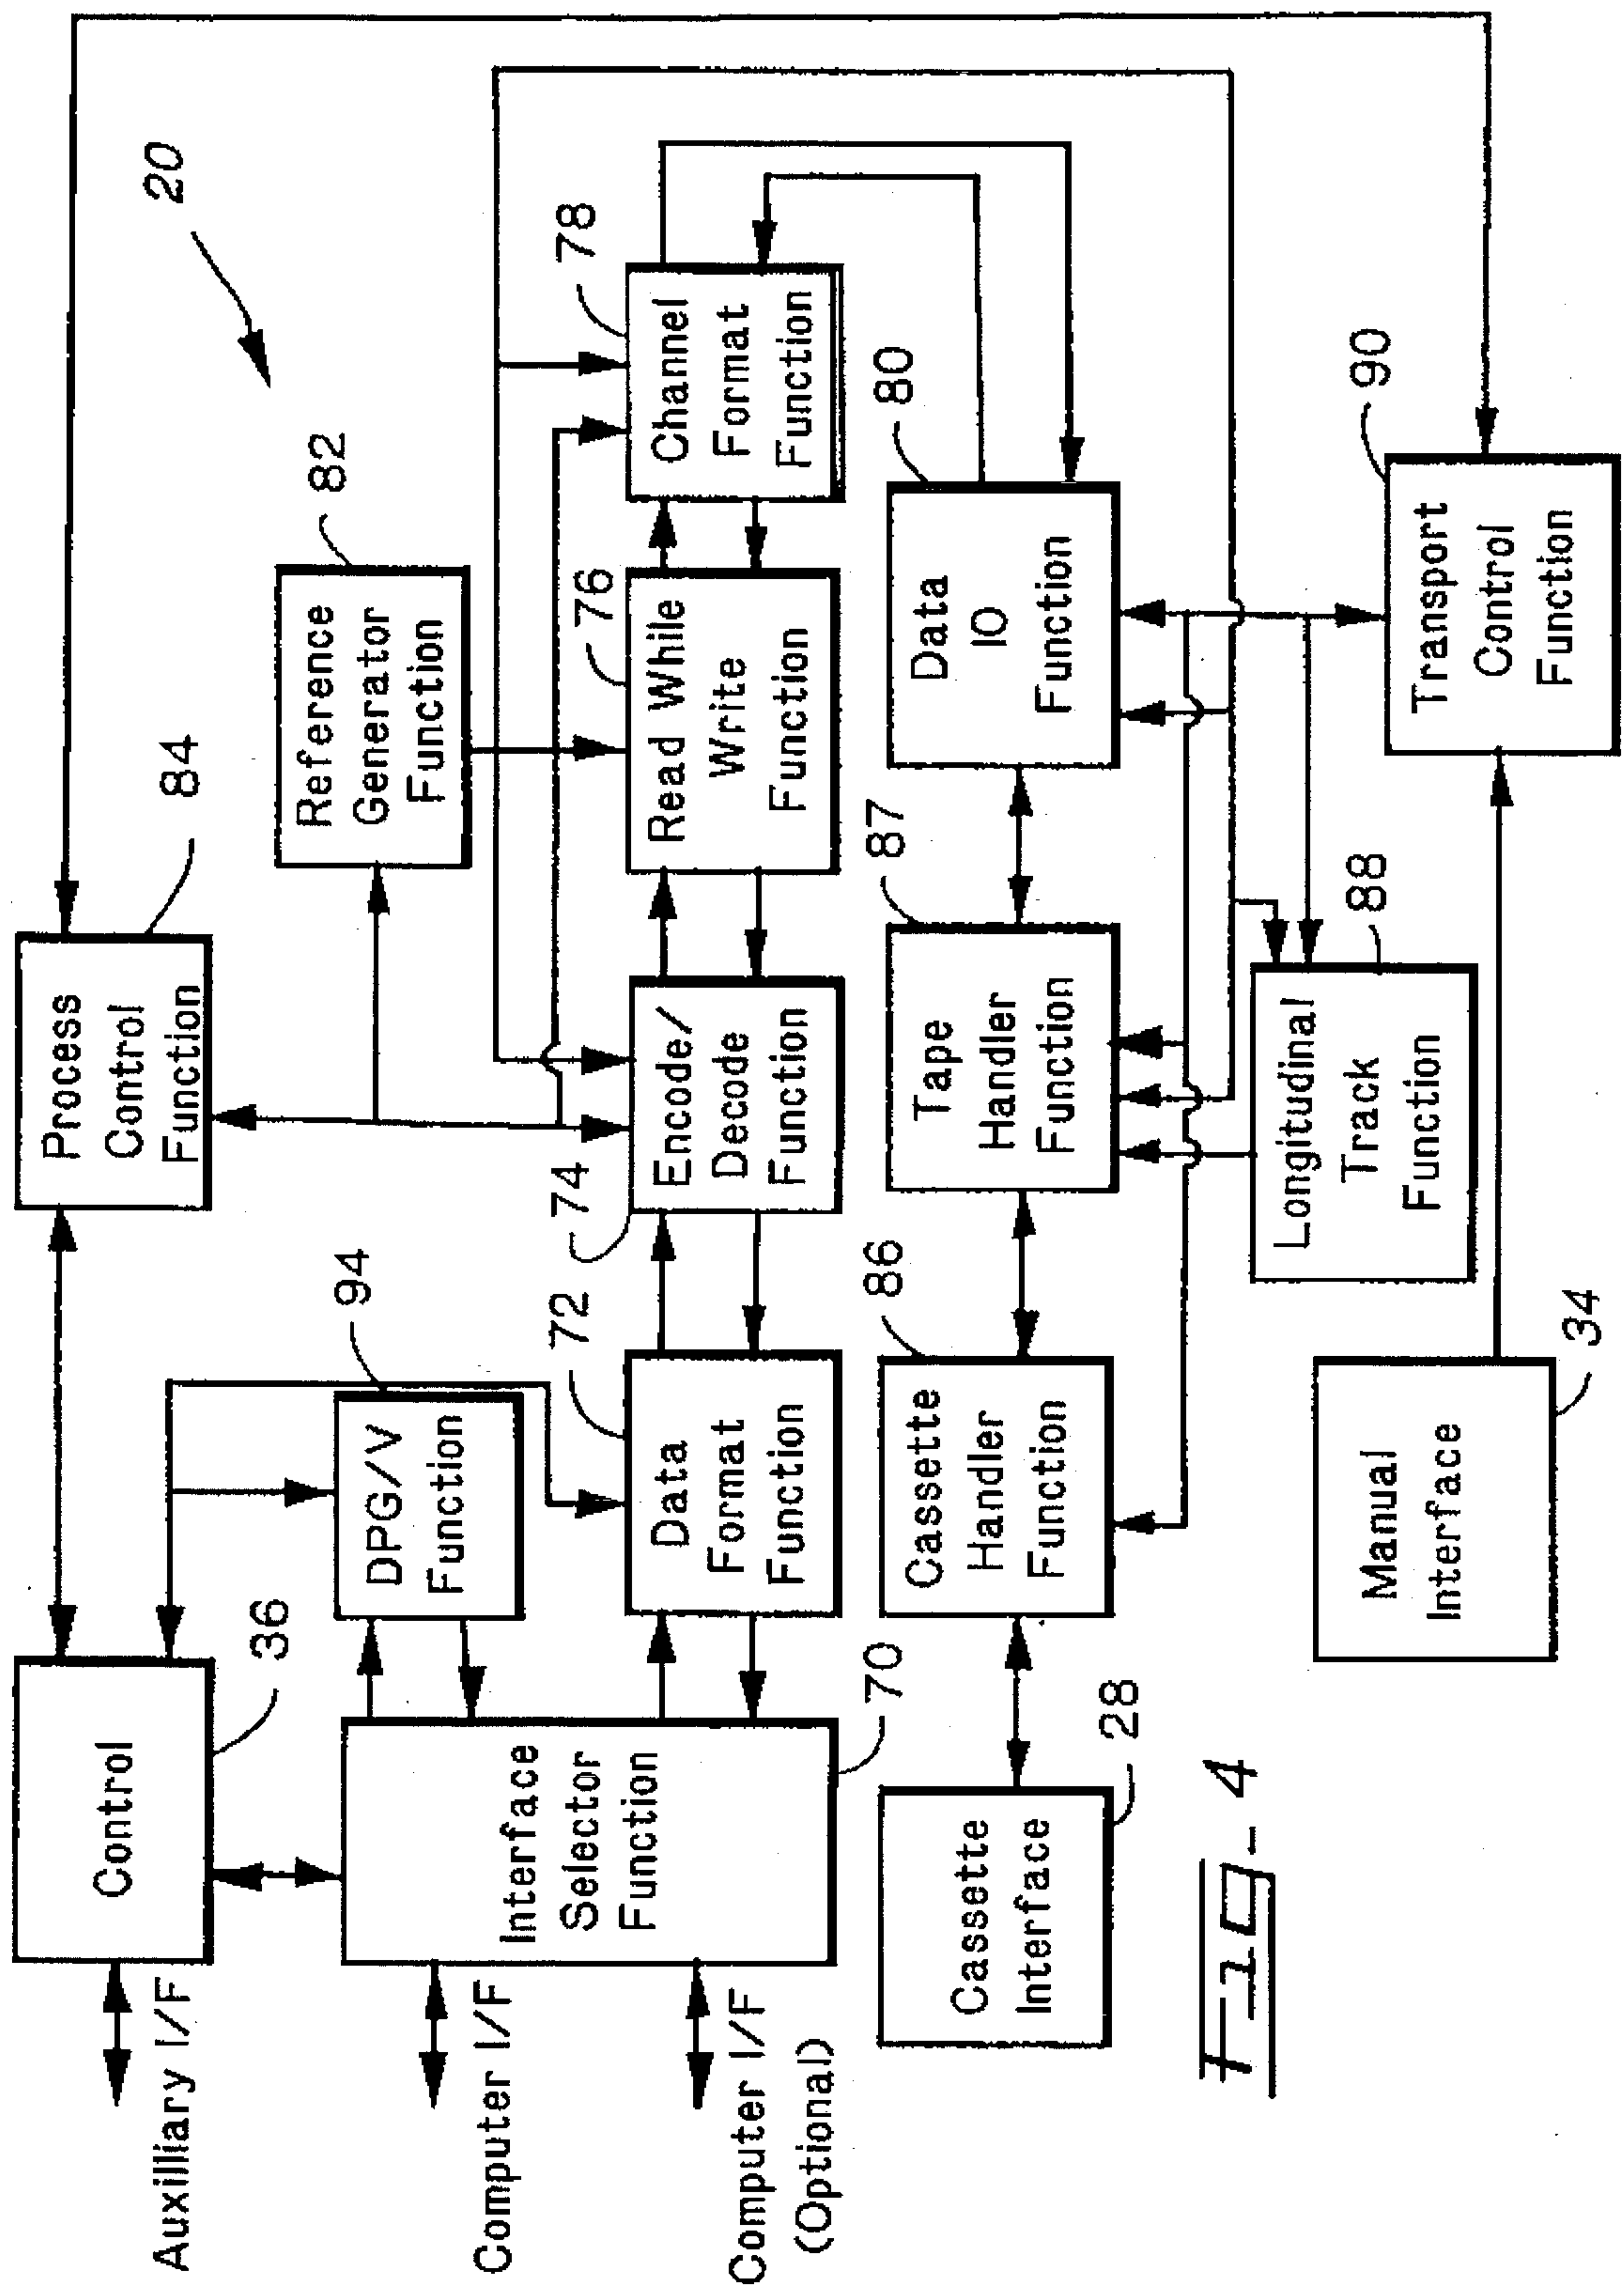 20
Control
36
Process
Control
Function
84
Auxilliary I/F
DPG/V
Function
94
Reference
Generator
Function
82
Computer I/F
Interface
Selector
Function
70
Computer I/F
(Optional)
Data
Format
Function
72
Encode/
Decode
Function
74
Read While
Write
Function
76
Channel
Format
Function
78
Cassette
Interface
28
Cassette
Handler
Function
86
Tape
Handler
Function
87
Data
IO
Function
80
Manual
Interface
34
Longitudinal
Track
Function
88
Transport
Control
Function
90
Fig-4